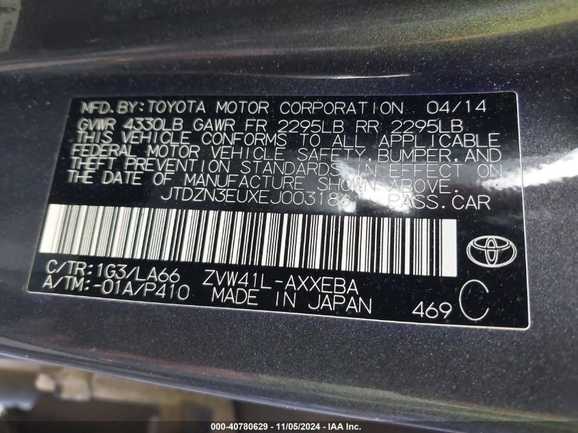 MFD. BY: TOYOTA MOTOR CORPORATION 04/14
GVWR 4330LB GAWR FR 2295LB RR 2295LB
THIS VEHICLE CONFORMS TO ALL APPLICABLE
FEDERAL MOTOR VEHICLE SAFETY, BUMPER, AND
THEFT PREVENTION STANDARDS IN EFFECT ON
THE DATE OF MANUFACTURE SHOWN ABOVE.
PASS. CAR
C/TR: 1G3/LA66 ZVW41L-AXXEBA
A/TM: -01A/P410 MADE IN JAPAN
469 C
TOYOTA
000-40780629 - 11/05/2024 - IAAI.com